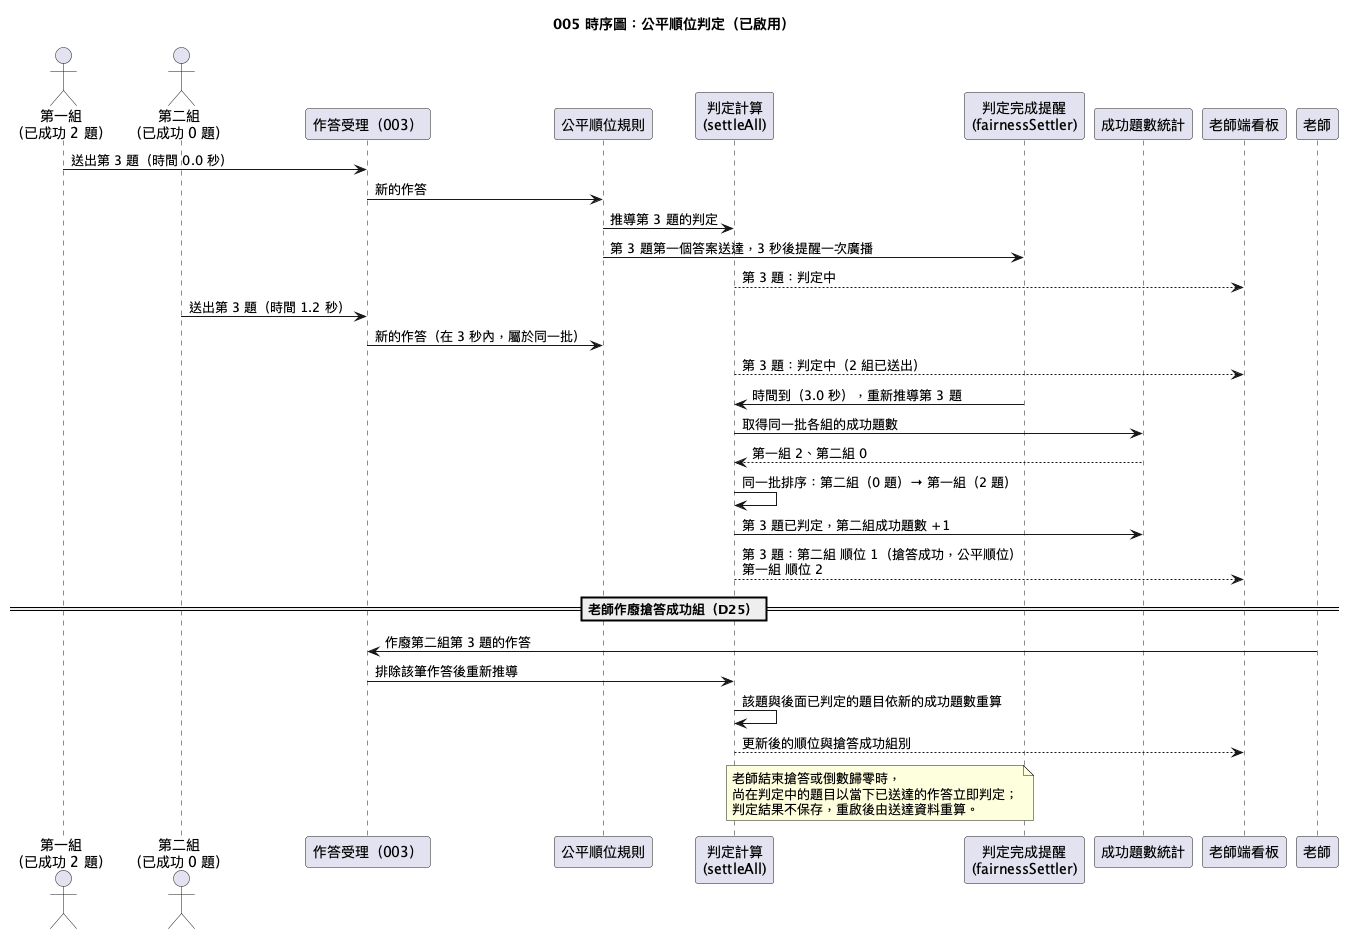 005 時序圖：公平順位判定（已啟用）
第一組
(已成功 2 題)
第二組
(已成功 0 題)
作答受理（003）
公平順位規則
判定計算
(settleAll)
判定完成提醒
(fairnessSettler)
成功題數統計
老師端看板
老師
送出第 3 題（時間 0.0 秒）
新的作答
推導第 3 題的判定
第 3 題第一個答案送達，3 秒後提醒一次廣播
第 3 題：判定中
送出第 3 題（時間 1.2 秒）
新的作答（在 3 秒內，屬於同一批）
第 3 題：判定中（2 組已送出）
時間到（3.0 秒），重新推導第 3 題
取得同一批各組的成功題數
第一組 2、第二組 0
同一批排序：第二組（0 題）→ 第一組（2 題）
第 3 題已判定，第二組成功題數 +1
第 3 題：第二組 順位 1（搶答成功，公平順位）
第一組 順位 2
老師作廢搶答成功組（D25）
作廢第二組第 3 題的作答
排除該筆作答後重新推導
該題與後面已判定的題目依新的成功題數重算
更新後的順位與搶答成功組別
老師結束搶答或倒數歸零時，
尚在判定中的題目以當下已送達的作答立即判定；
判定結果不保存，重啟後由送達資料重算。
第一組
(已成功 2 題)
第二組
(已成功 0 題)
作答受理（003）
公平順位規則
判定計算
(settleAll)
判定完成提醒
(fairnessSettler)
成功題數統計
老師端看板
老師